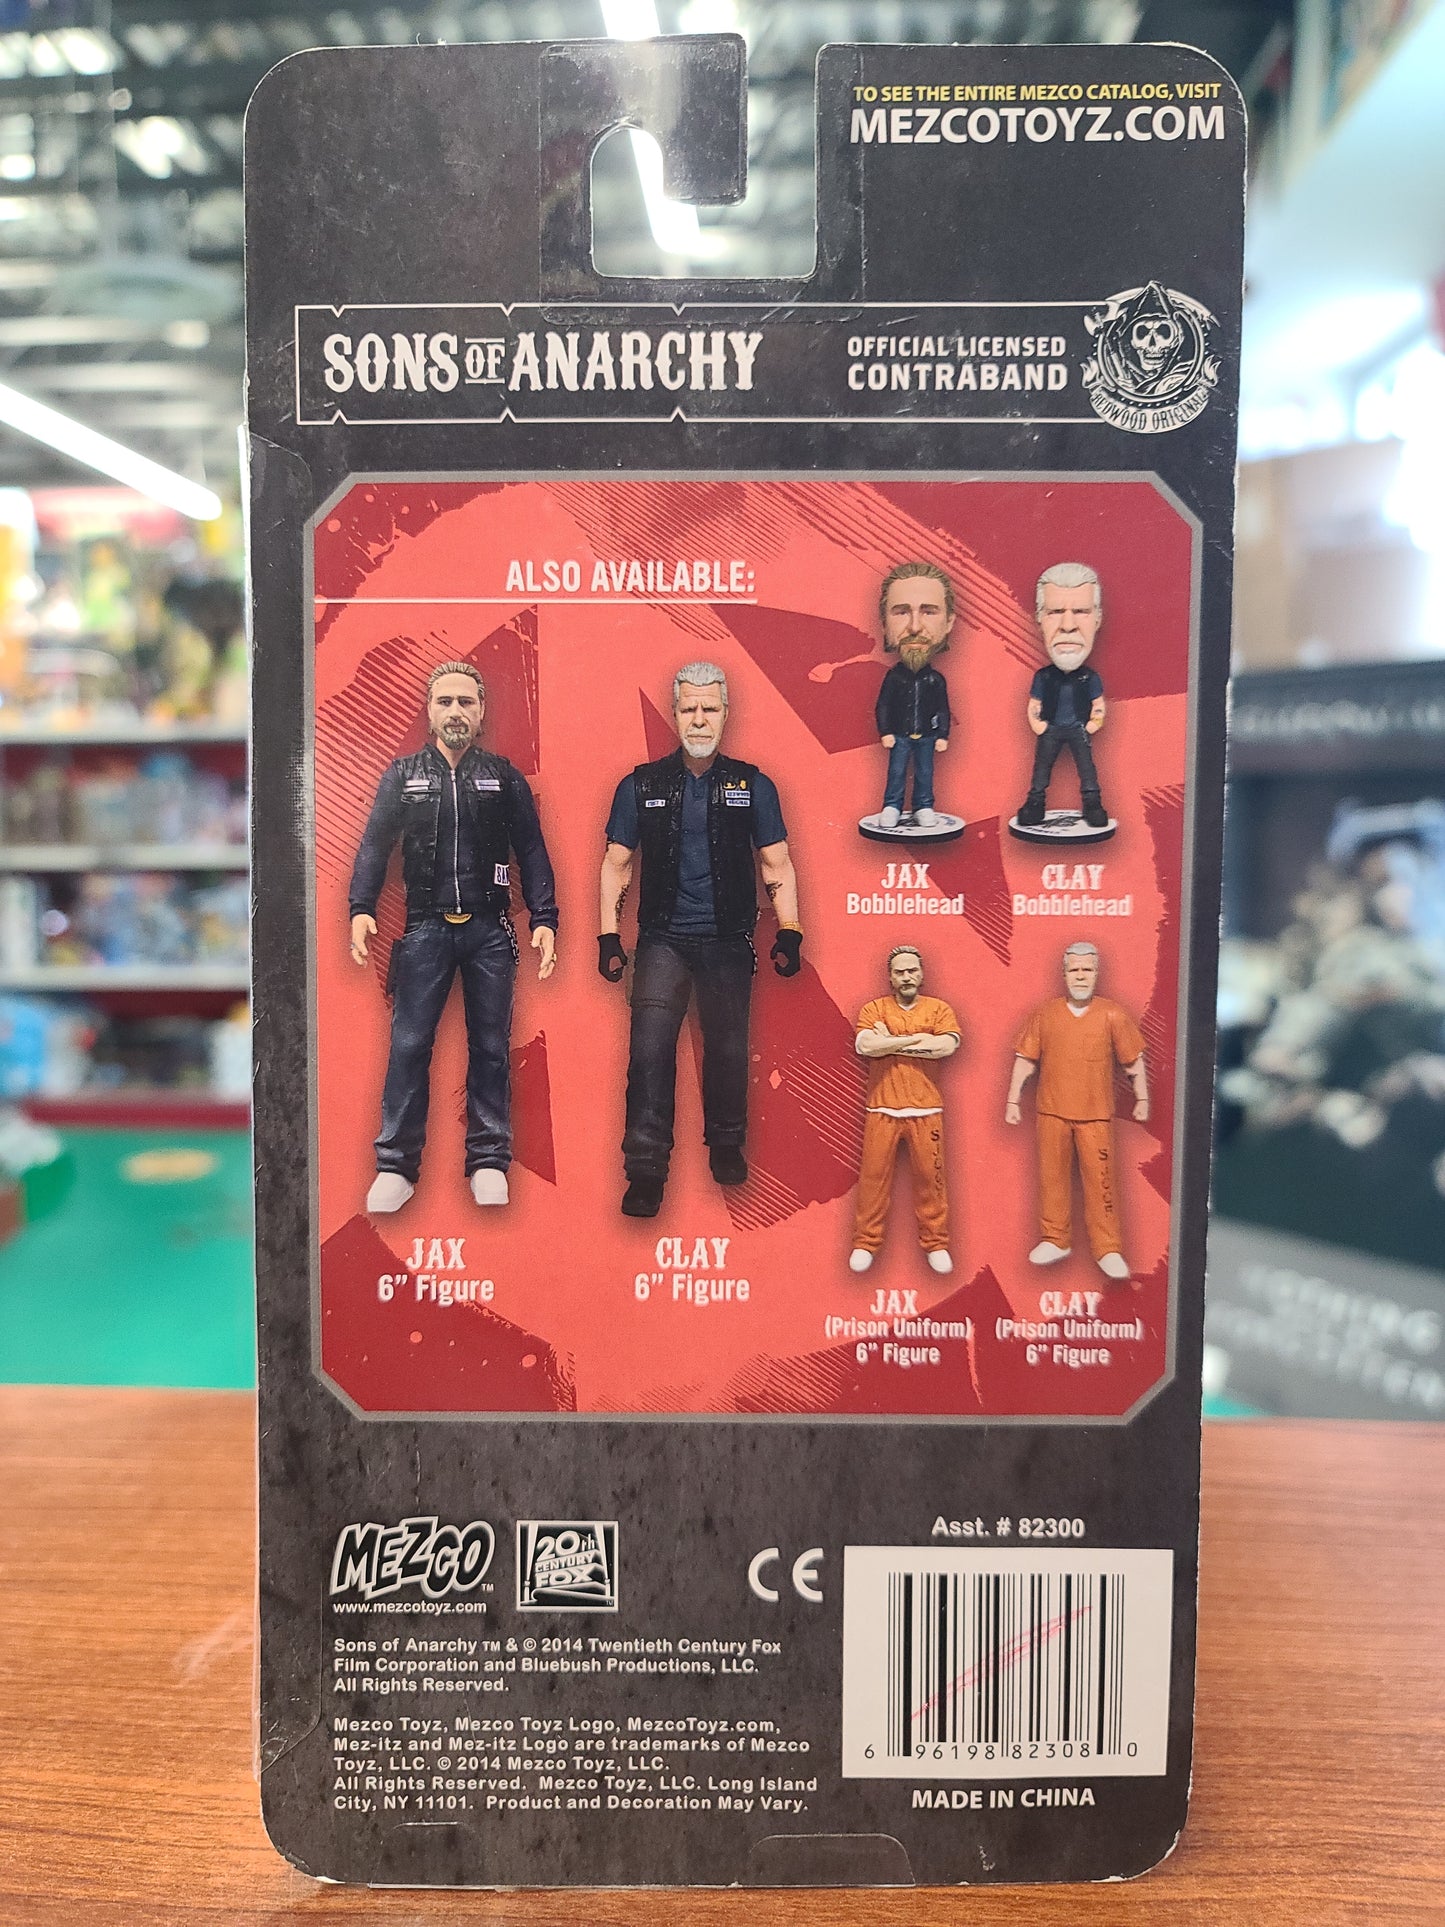 TO SEE THE ENTIRE MEZCO CATALOG, VISIT
MEZCOTOYZ.COM
SONS OF ANARCHY
OFFICIAL LICENSED
CONTRABAND
REDWOOD ORIGINAL
ALSO AVAILABLE:
JAX
Bobblehead
CLAY
Bobblehead
JAX
6” Figure
CLAY
6” Figure
JAX
(Prison Uniform)
6” Figure
CLAY
(Prison Uniform)
6” Figure
MEZCO TM
www.mezcotoyz.com
20th
CENTURY
FOX
CE
Asst. # 82300
Sons of Anarchy TM & © 2014 Twentieth Century Fox
Film Corporation and Bluebush Productions, LLC.
All Rights Reserved.
Mezco Toyz, Mezco Toyz Logo, MezcoToyz.com,
Mez-itz and Mez-itz Logo are trademarks of Mezco
Toyz, LLC. © 2014 Mezco Toyz, LLC.
All Rights Reserved. Mezco Toyz, LLC. Long Island
City, NY 11101. Product and Decoration May Vary.
6 96198 82308 0
MADE IN CHINA